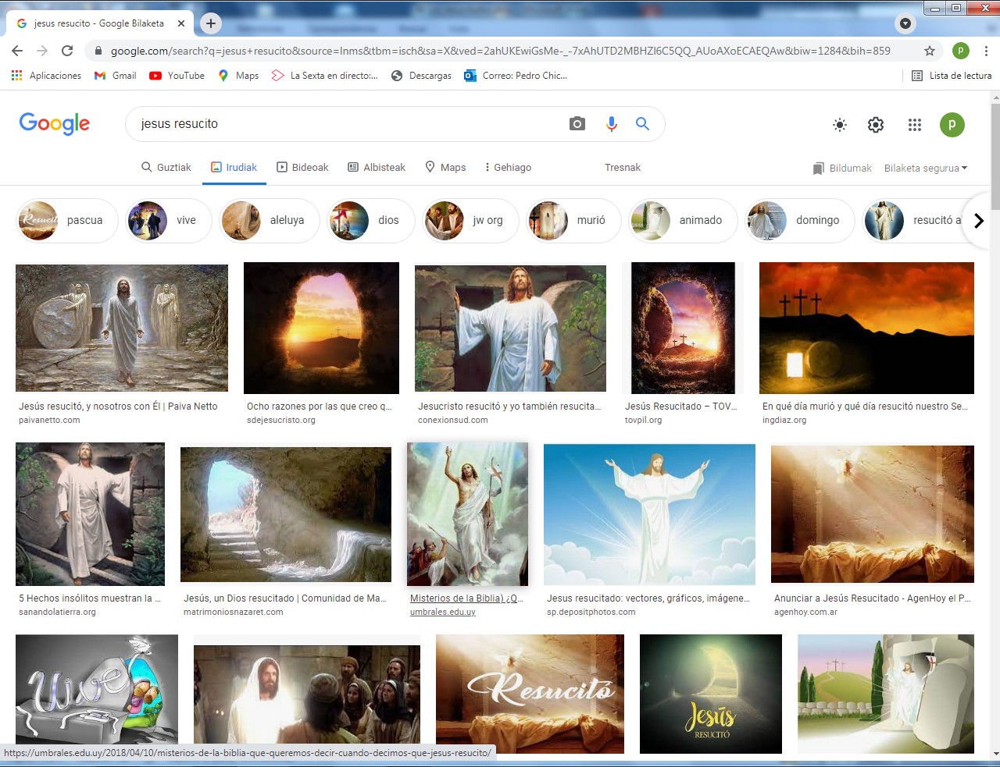 jesus resucito - Google Bilaketa
google.com/search?q=jesus+resucito&source=lnms&tbm=isch&sa=X&ved=2ahUKEwiGsMe-_-7xAhUTD2MBHZl6C5QQ_AUoAXoECAEQAw&biw=1284&bih=859
P
Aplicaciones Gmail YouTube Maps La Sexta en directo:... Descargas Correo: Pedro Chic... Lista de lectura
Google jesus resucito p
Guztiak Irudiak Bideoak Albisteak Maps Gehiago Tresnak Bildumak Bilaketa segurua
pascua vive aleluya dios jw org murió animado domingo resucitó a
Jesús resucitó, y nosotros con Él | Paiva Netto
paivanetto.com
Ocho razones por las que creo q...
sdejesucristo.org
Jesucristo resucitó y yo también resucita...
conexionsud.com
Jesús Resucitado – TOV...
tovpil.org
En qué día murió y qué día resucitó nuestro Se...
ingdiaz.org
5 Hechos insólitos muestran la ...
sanandolatierra.org
Jesús, un Dios resucitado | Comunidad de Ma...
matrimoniosnazaret.com
Misterios de la Biblia) ¿Q...
umbrales.edu.uy
Jesus resucitado: vectores, gráficos, imágene...
sp.depositphotos.com
Anunciar a Jesús Resucitado - AgenHoy el P...
agenhoy.com.ar
Vive
Resucitó
Jesús
RESUCITÓ
https://umbrales.edu.uy/2018/04/10/misterios-de-la-biblia-que-queremos-decir-cuando-decimos-que-jesus-resucito/